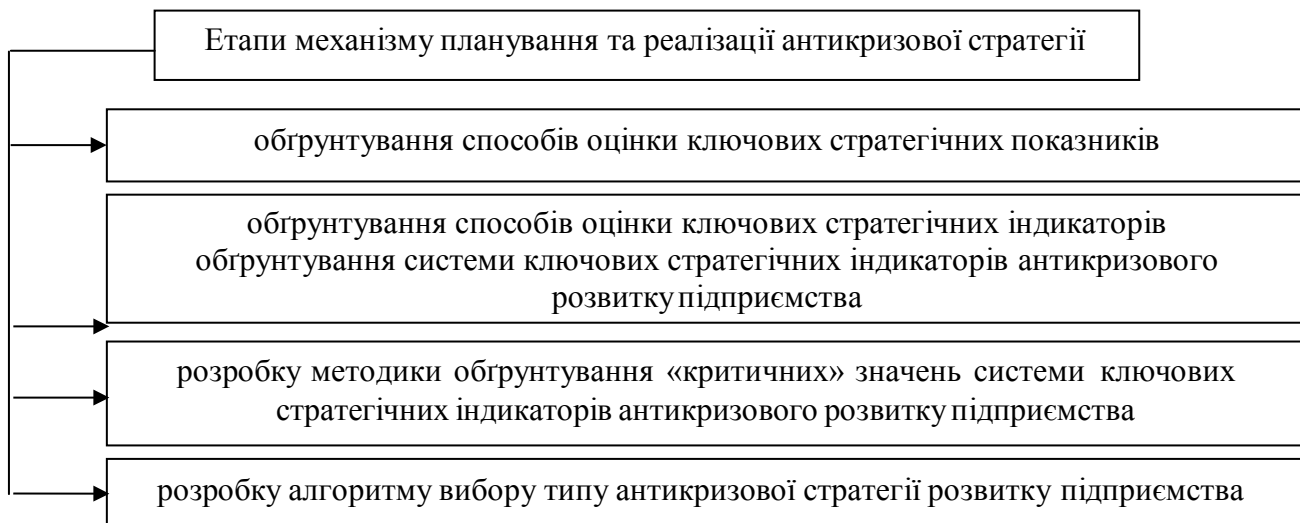 Етапи механізму планування та реалізації антикризової стратегії
обґрунтування способів оцінки ключових стратегічних показників
обґрунтування способів оцінки ключових стратегічних індикаторів
обґрунтування системи ключових стратегічних індикаторів антикризового
розвитку підприємства
розробку методики обґрунтування «критичних» значень системи ключових
стратегічних індикаторів антикризового розвитку підприємства
розробку алгоритму вибору типу антикризової стратегії розвитку підприємства